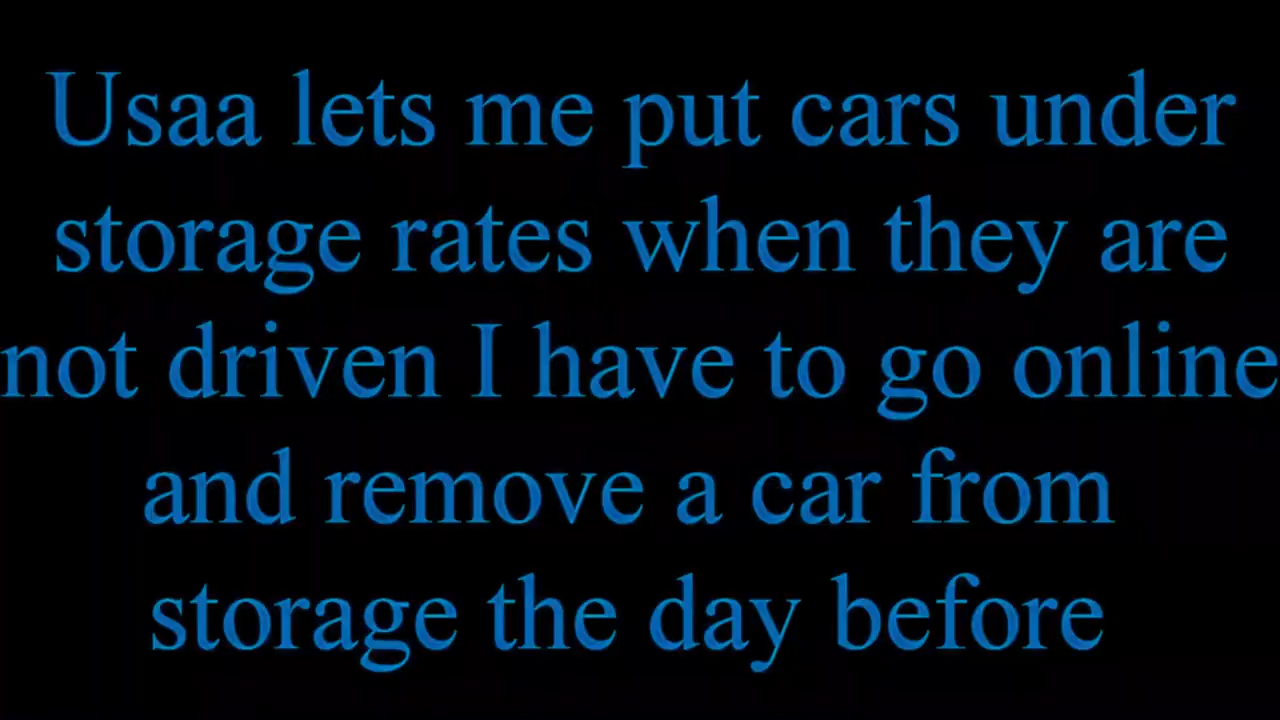 Usaa lets me put cars under
storage rates when they are
not driven I have to go online
and remove a car from
storage the day before